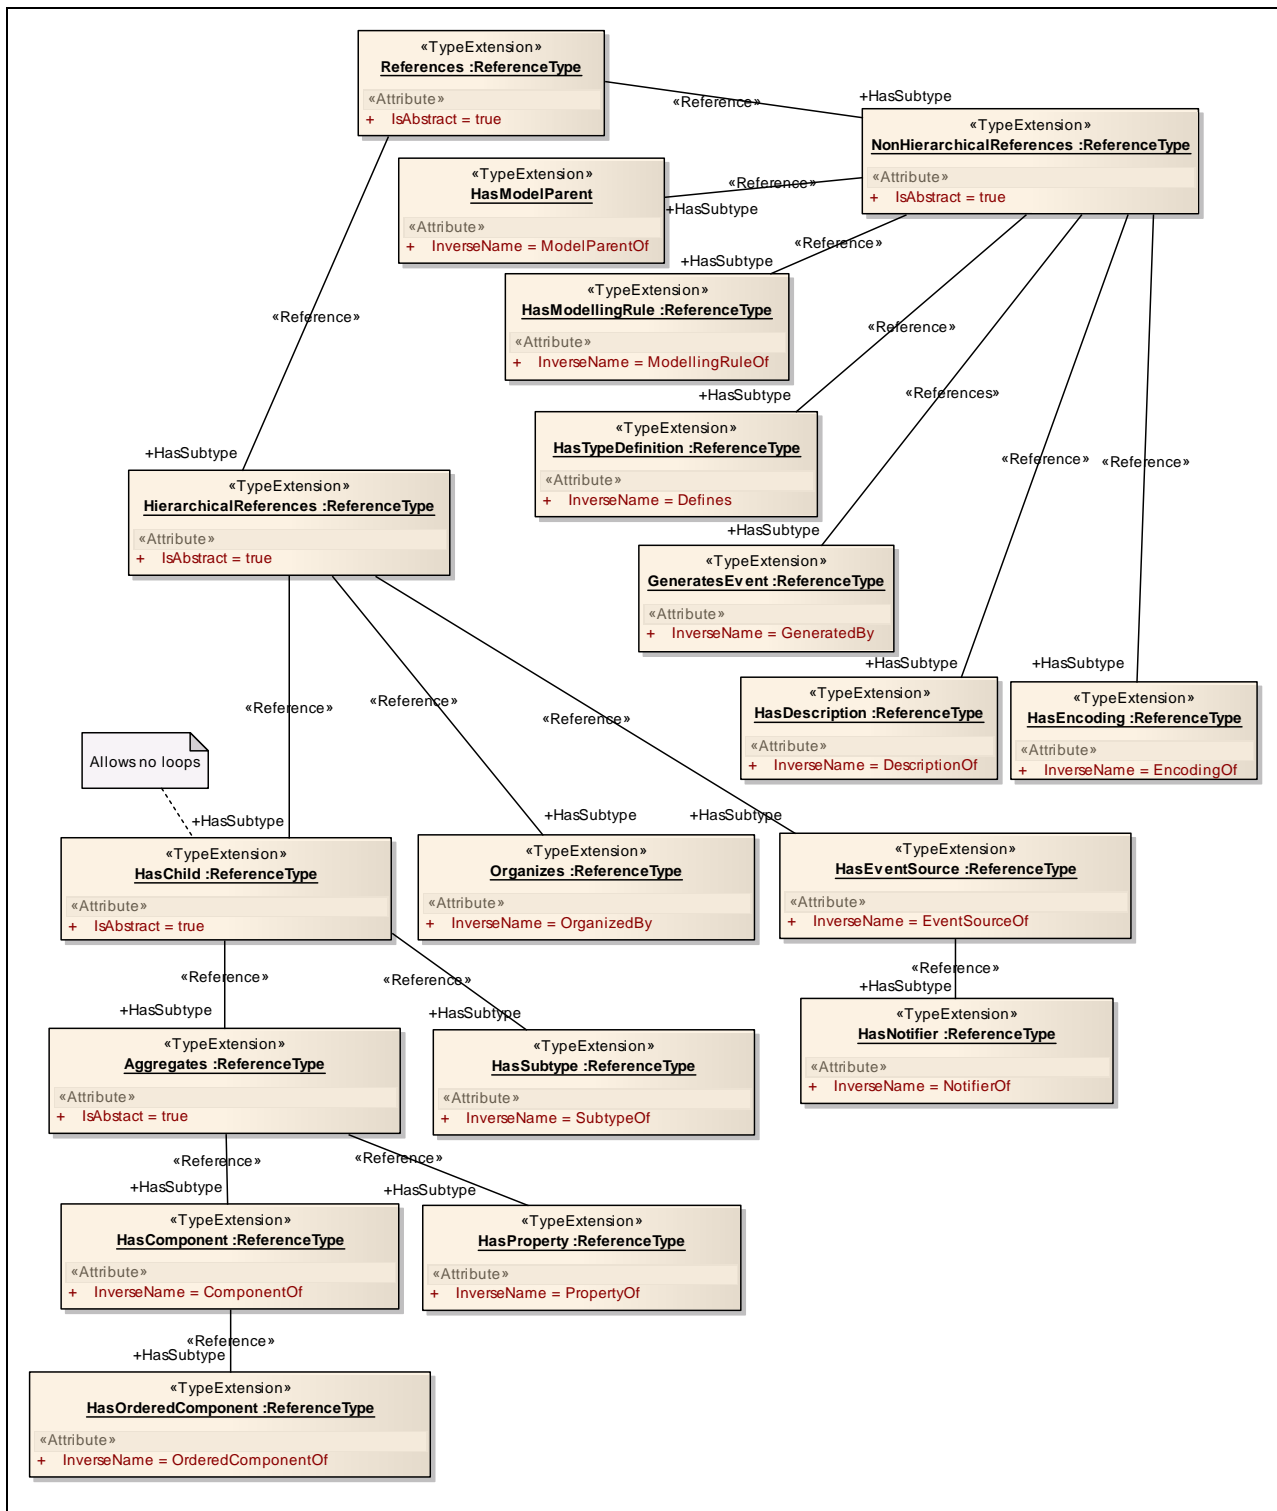 «TypeExtension»
References :ReferenceType
«Attribute»
+ IsAbstract = true
«Reference»
+HasSubtype
«TypeExtension»
NonHierarchicalReferences :ReferenceType
«Attribute»
+ IsAbstract = true
«TypeExtension»
HasModelParent
«Attribute»
+ InverseName = ModelParentOf
«Reference»
+HasSubtype
«Reference»
+HasSubtype
«TypeExtension»
HasModellingRule :ReferenceType
«Attribute»
+ InverseName = ModellingRuleOf
«Reference»
«Reference»
+HasSubtype
«References»
«TypeExtension»
HasTypeDefinition :ReferenceType
«Attribute»
+ InverseName = Defines
+HasSubtype
«TypeExtension»
HierarchicalReferences :ReferenceType
«Attribute»
+ IsAbstract = true
«Reference»
«Reference»
+HasSubtype
«TypeExtension»
GeneratesEvent :ReferenceType
«Attribute»
+ InverseName = GeneratedBy
+HasSubtype
«TypeExtension»
HasDescription :ReferenceType
«Attribute»
+ InverseName = DescriptionOf
+HasSubtype
«TypeExtension»
HasEncoding :ReferenceType
«Attribute»
+ InverseName = EncodingOf
«Reference»
«Reference»
«Reference»
Allows no loops
+HasSubtype
«TypeExtension»
HasChild :ReferenceType
«Attribute»
+ IsAbstract = true
+HasSubtype
«TypeExtension»
Organizes :ReferenceType
«Attribute»
+ InverseName = OrganizedBy
+HasSubtype
«TypeExtension»
HasEventSource :ReferenceType
«Attribute»
+ InverseName = EventSourceOf
«Reference»
+HasSubtype
«TypeExtension»
Aggregates :ReferenceType
«Attribute»
+ IsAbstact = true
«Reference»
+HasSubtype
«TypeExtension»
HasSubtype :ReferenceType
«Attribute»
+ InverseName = SubtypeOf
«Reference»
+HasSubtype
«TypeExtension»
HasNotifier :ReferenceType
«Attribute»
+ InverseName = NotifierOf
«Reference»
+HasSubtype
«TypeExtension»
HasComponent :ReferenceType
«Attribute»
+ InverseName = ComponentOf
«Reference»
+HasSubtype
«TypeExtension»
HasProperty :ReferenceType
«Attribute»
+ InverseName = PropertyOf
«Reference»
+HasSubtype
«TypeExtension»
HasOrderedComponent :ReferenceType
«Attribute»
+ InverseName = OrderedComponentOf